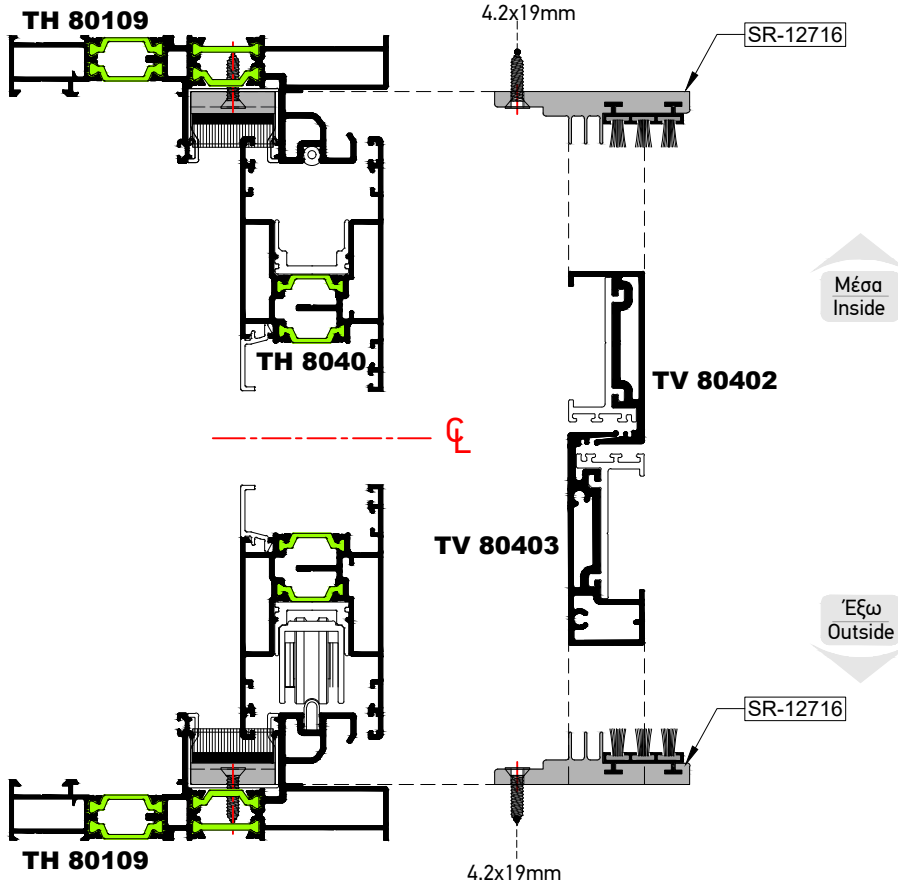 TH 80109
4.2x19mm
SR-12716
Μέσα
Inside
TH 8040
TV 80402
CL
TV 80403
Έξω
Outside
SR-12716
TH 80109
4.2x19mm